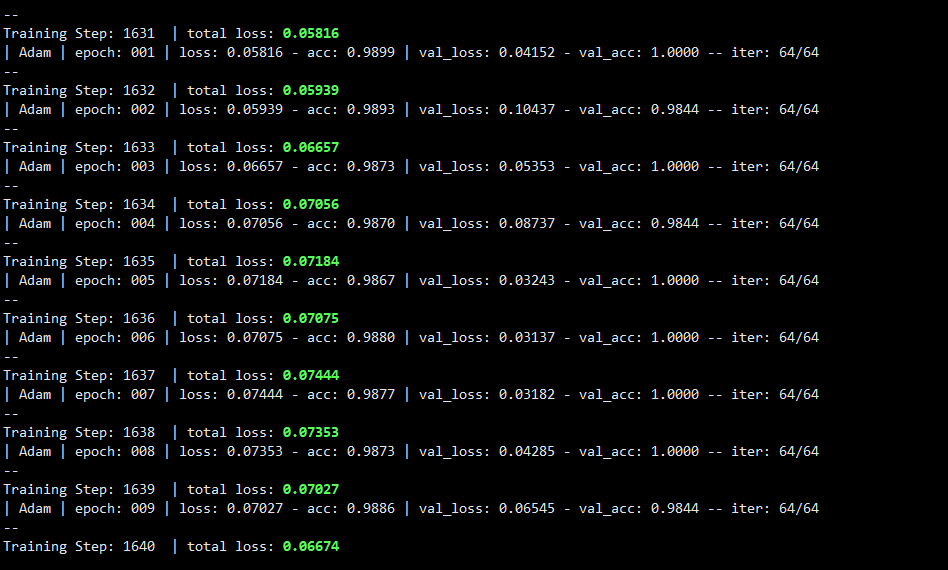 --
Training Step: 1631  | total loss: 0.05816
| Adam | epoch: 001 | loss: 0.05816 - acc: 0.9899 | val_loss: 0.04152 - val_acc: 1.0000 -- iter: 64/64
--
Training Step: 1632  | total loss: 0.05939
| Adam | epoch: 002 | loss: 0.05939 - acc: 0.9893 | val_loss: 0.10437 - val_acc: 0.9844 -- iter: 64/64
--
Training Step: 1633  | total loss: 0.06657
| Adam | epoch: 003 | loss: 0.06657 - acc: 0.9873 | val_loss: 0.05353 - val_acc: 1.0000 -- iter: 64/64
--
Training Step: 1634  | total loss: 0.07056
| Adam | epoch: 004 | loss: 0.07056 - acc: 0.9870 | val_loss: 0.08737 - val_acc: 0.9844 -- iter: 64/64
--
Training Step: 1635  | total loss: 0.07184
| Adam | epoch: 005 | loss: 0.07184 - acc: 0.9867 | val_loss: 0.03243 - val_acc: 1.0000 -- iter: 64/64
--
Training Step: 1636  | total loss: 0.07075
| Adam | epoch: 006 | loss: 0.07075 - acc: 0.9880 | val_loss: 0.03137 - val_acc: 1.0000 -- iter: 64/64
--
Training Step: 1637  | total loss: 0.07444
| Adam | epoch: 007 | loss: 0.07444 - acc: 0.9877 | val_loss: 0.03182 - val_acc: 1.0000 -- iter: 64/64
--
Training Step: 1638  | total loss: 0.07353
| Adam | epoch: 008 | loss: 0.07353 - acc: 0.9873 | val_loss: 0.04285 - val_acc: 1.0000 -- iter: 64/64
--
Training Step: 1639  | total loss: 0.07027
| Adam | epoch: 009 | loss: 0.07027 - acc: 0.9886 | val_loss: 0.06545 - val_acc: 0.9844 -- iter: 64/64
--
Training Step: 1640  | total loss: 0.06674